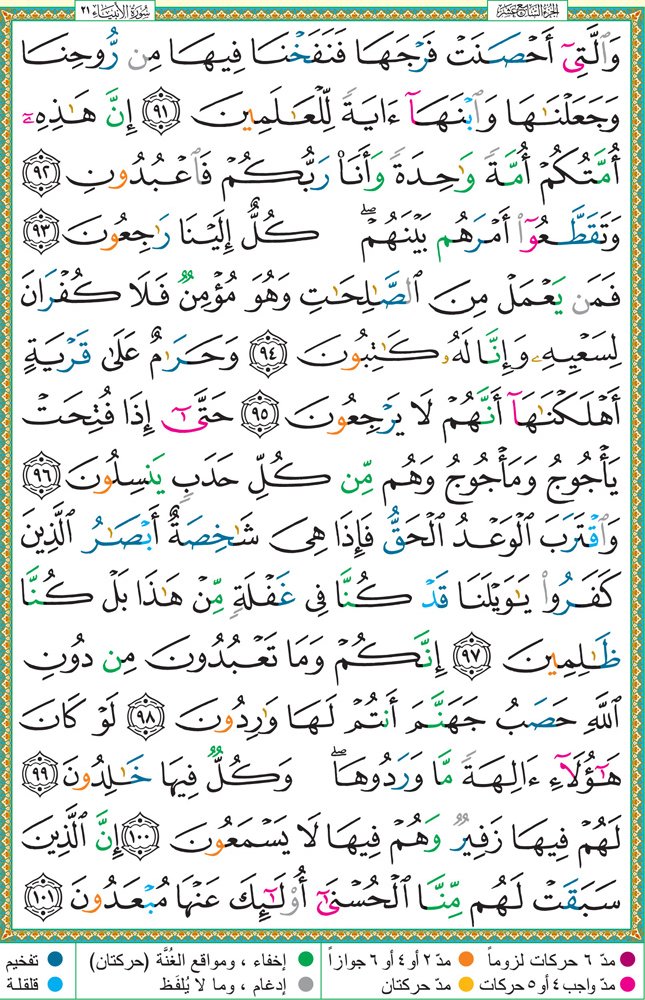 الجزء السابع عشر
سورة الأنبياء ٢١
وَٱلَّتِىٓ أَحْصَنَتْ فَرْجَهَا فَنَفَخْنَا فِيهَا مِن رُّوحِنَا
وَجَعَلْنَـٰهَا وَٱبْنَهَآ ءَايَةً لِّلْعَـٰلَمِينَ ٩١ إِنَّ هَـٰذِهِۦٓ
أُمَّتُكُمْ أُمَّةً وَٰحِدَةً وَأَنَا۠ رَبُّكُمْ فَٱعْبُدُونِ ٩٢
وَتَقَطَّعُوٓا۟ أَمْرَهُم بَيْنَهُمْ ۖ كُلٌّ إِلَيْنَا رَٰجِعُونَ ٩٣
فَمَن يَعْمَلْ مِنَ ٱلصَّـٰلِحَـٰتِ وَهُوَ مُؤْمِنٌ فَلَا كُفْرَانَ
لِسَعْيِهِۦ وَإِنَّا لَهُۥ كَـٰتِبُونَ ٩٤ وَحَرَٰمٌ عَلَىٰ قَرْيَةٍ
أَهْلَكْنَـٰهَآ أَنَّهُمْ لَا يَرْجِعُونَ ٩٥ حَتَّىٰٓ إِذَا فُتِحَتْ
يَأْجُوجُ وَمَأْجُوجُ وَهُم مِّن كُلِّ حَدَبٍ يَنسِلُونَ ٩٦
وَٱقْتَرَبَ ٱلْوَعْدُ ٱلْحَقُّ فَإِذَا هِىَ شَـٰخِصَةٌ أَبْصَـٰرُ ٱلَّذِينَ
كَفَرُوا۟ يَـٰوَيْلَنَا قَدْ كُنَّا فِى غَفْلَةٍ مِّنْ هَـٰذَا بَلْ كُنَّا
ظَـٰلِمِينَ ٩٧ إِنَّكُمْ وَمَا تَعْبُدُونَ مِن دُونِ
ٱللَّهِ حَصَبُ جَهَنَّمَ أَنتُمْ لَهَا وَٰرِدُونَ ٩٨ لَوْ كَانَ
هَـٰٓؤُلَآءِ ءَالِهَةً مَّا وَرَدُوهَا ۖ وَكُلٌّ فِيهَا خَـٰلِدُونَ ٩٩
لَهُمْ فِيهَا زَفِيرٌ وَهُمْ فِيهَا لَا يَسْمَعُونَ ١٠٠ إِنَّ ٱلَّذِينَ
سَبَقَتْ لَهُم مِّنَّا ٱلْحُسْنَىٰٓ أُو۟لَـٰٓئِكَ عَنْهَا مُبْعَدُونَ ١٠١
مدّ ٦ حركات لزوماً مدّ ٢ أو ٤ أو ٦ جوازاً إخفاء ، ومواقع الغُنَّة (حركتان) تفخيم
مدّ واجب ٤ أو ٥ حركات مدّ حركتان إدغام ، وما لا يُلفَظ قلقلة